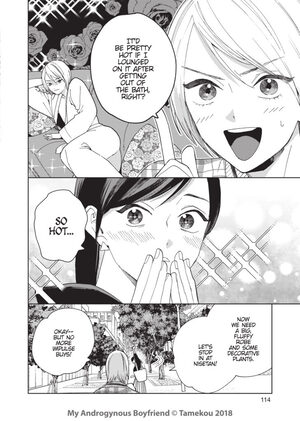 IT'D
BE PRETTY
HOT IF I
LOUNGED
ON IT AFTER
GETTING
OUT OF
THE BATH,
RIGHT?
SO
HOT...
NOW
WE NEED
A BIG,
FLUFFY
ROBE
AND SOME
DECORATIVE
PLANTS.
LET'S
STOP
IN AT
NISETAN!
OKAY--
BUT NO
MORE
IMPULSE
BUYS!
114
My Androgynous Boyfriend © Tamekou 2018